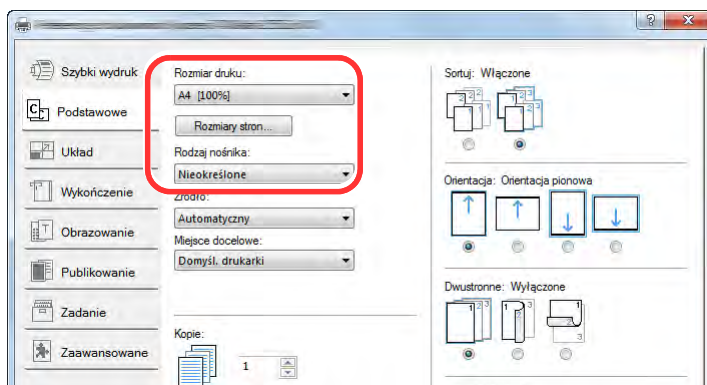 Szybki wydruk
Podstawowe
Układ
Wykończenie
Obrazowanie
Publikowanie
Zadanie
Zaawansowane
Rozmiar druku:
A4 [100%]
Rozmiary stron...
Rodzaj nośnika:
Nieokreślone
Źródło:
Automatyczny
Miejsce docelowe:
Domyśl. drukarki
Kopie:
1
Sortuj: Włączone
Orientacja: Orientacja pionowa
Dwustronne: Wyłączone